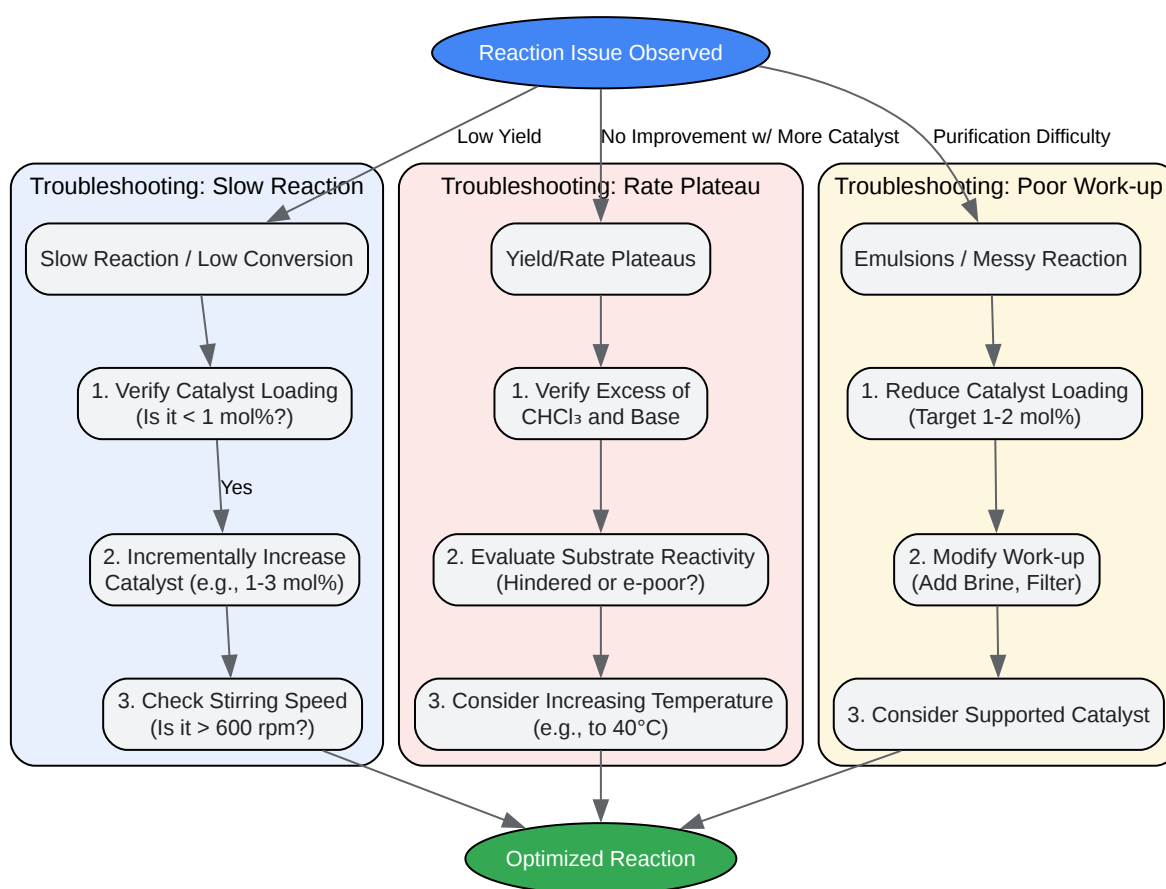 Reaction Issue Observed
Low Yield
No Improvement w/ More Catalyst
Purification Difficulty
Troubleshooting: Slow Reaction
Slow Reaction / Low Conversion
1. Verify Catalyst Loading
(Is it < 1 mol%?)
Yes
2. Incrementally Increase
Catalyst (e.g., 1-3 mol%)
3. Check Stirring Speed
(Is it > 600 rpm?)
Troubleshooting: Rate Plateau
Yield/Rate Plateaus
1. Verify Excess of
CHCl₃ and Base
2. Evaluate Substrate Reactivity
(Hindered or e-poor?)
3. Consider Increasing Temperature
(e.g., to 40°C)
Troubleshooting: Poor Work-up
Emulsions / Messy Reaction
1. Reduce Catalyst Loading
(Target 1-2 mol%)
2. Modify Work-up
(Add Brine, Filter)
3. Consider Supported Catalyst
Optimized Reaction